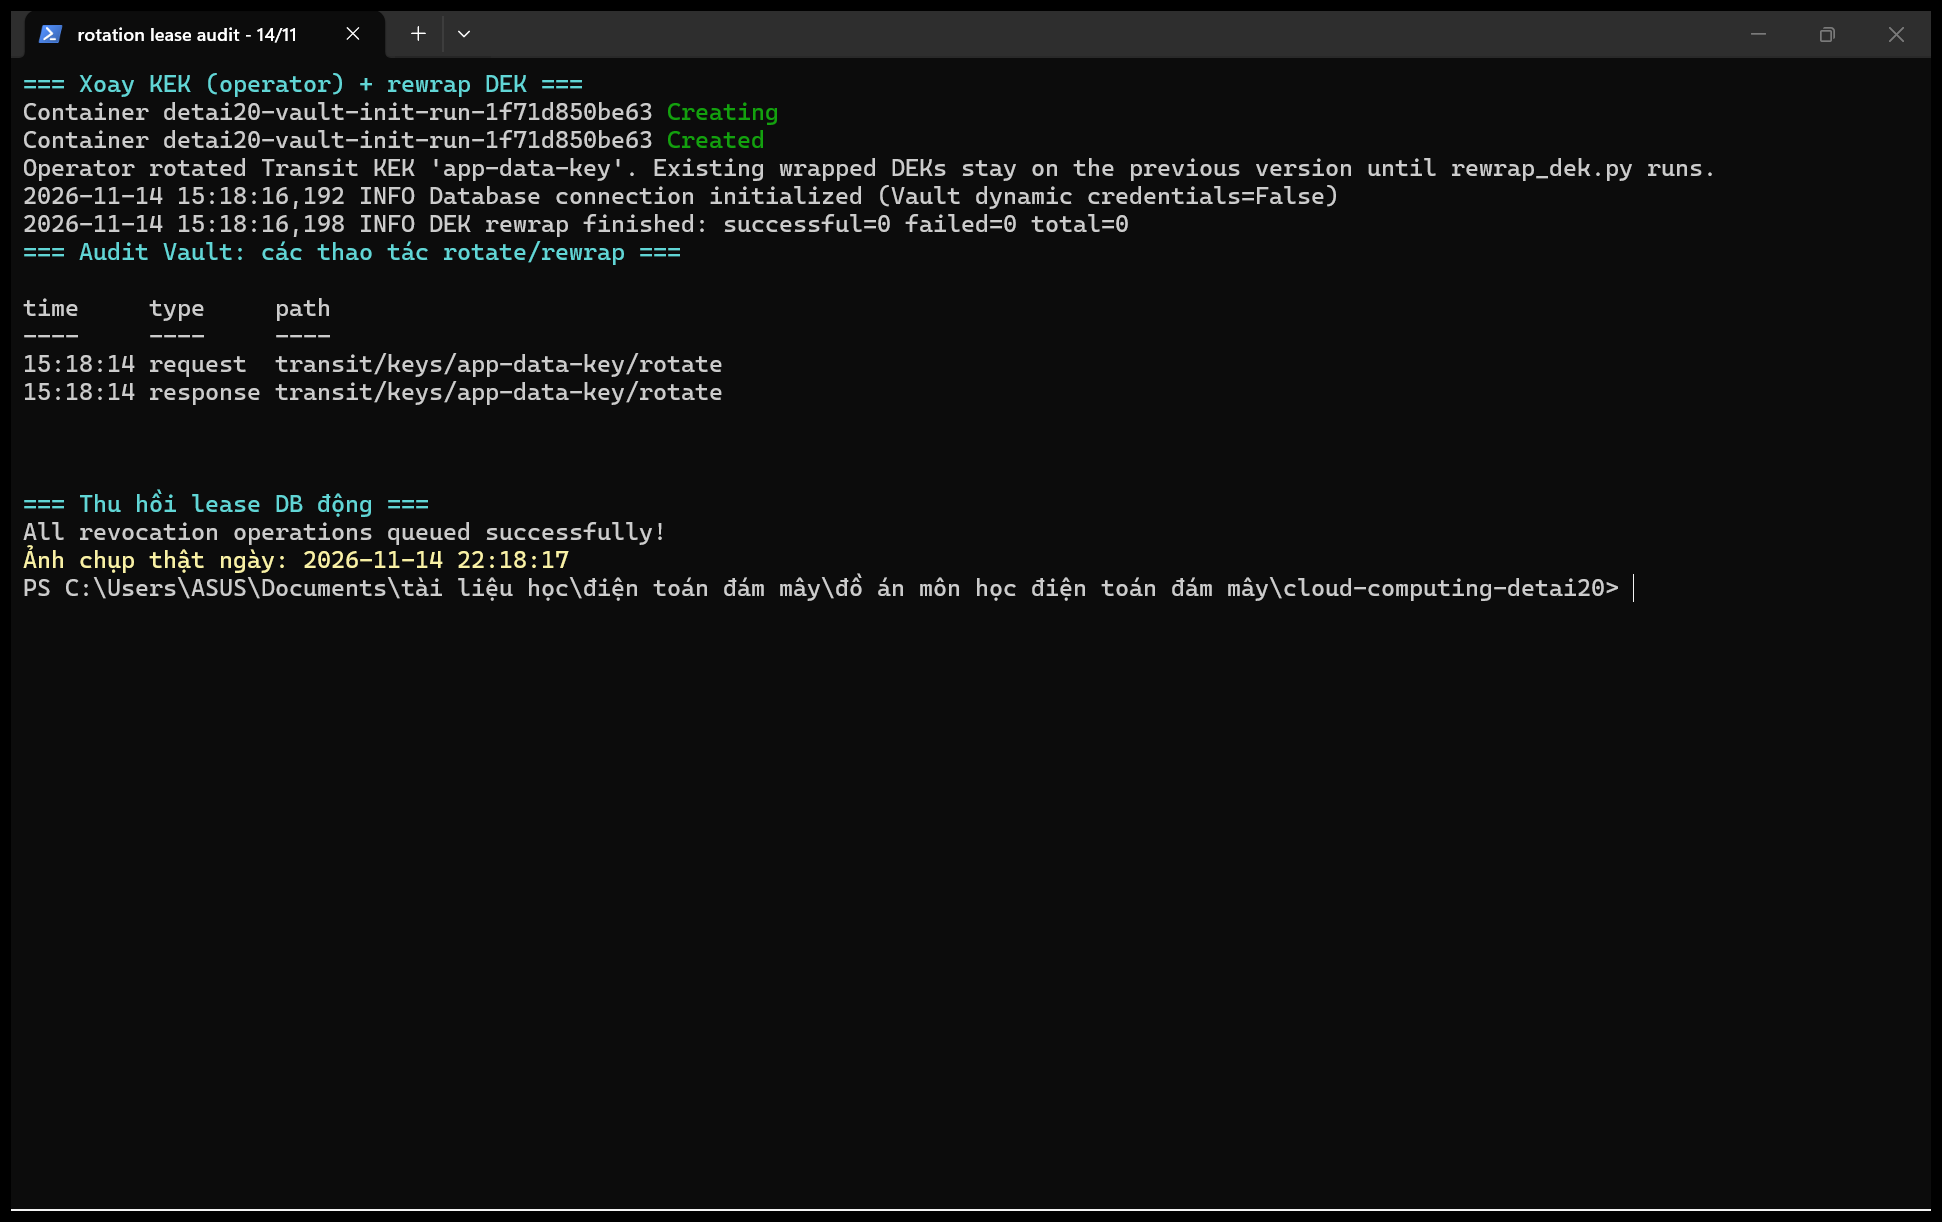 rotation lease audit - 14/11
=== Xoay KEK (operator) + rewrap DEK ===
Container detai20-vault-init-run-1f71d850be63 Creating
Container detai20-vault-init-run-1f71d850be63 Created
Operator rotated Transit KEK 'app-data-key'. Existing wrapped DEKs stay on the previous version until rewrap_dek.py runs.
2026-11-14 15:18:16,192 INFO Database connection initialized (Vault dynamic credentials=False)
2026-11-14 15:18:16,198 INFO DEK rewrap finished: successful=0 failed=0 total=0
=== Audit Vault: các thao tác rotate/rewrap ===
time     type     path
----     ----     ----
15:18:14 request  transit/keys/app-data-key/rotate
15:18:14 response transit/keys/app-data-key/rotate
=== Thu hồi lease DB động ===
All revocation operations queued successfully!
Ảnh chụp thật ngày: 2026-11-14 22:18:17
PS C:\Users\ASUS\Documents\tài liệu học\điện toán đám mây\đồ án môn học điện toán đám mây\cloud-computing-detai20>